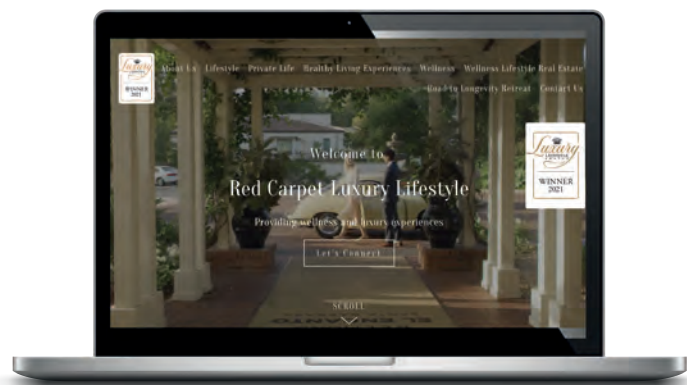 Luxury
WINNER
2021
About Us Lifestyle Private Life Healthy Living Experiences Wellness Wellness Lifestyle Real Estate
Road to Longevity Retreat Contact Us
Luxury
WINNER
2021
Welcome to
Red Carpet Luxury Lifestyle
Providing wellness and luxury experiences
Let's Connect
SCROLL
EL ENCANTO